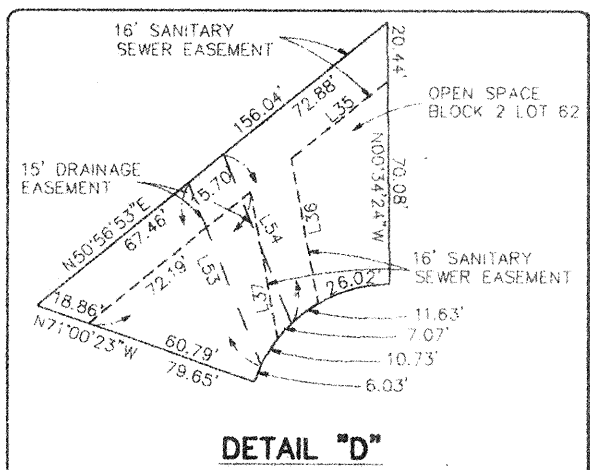 16' SANITARY
SEWER EASEMENT
20.44'
OPEN SPACE
BLOCK 2 LOT 62
72.88'
156.04'
L35
N00°34'24"W
70.08'
15' DRAINAGE
EASEMENT
15.70'
N50°56'53"E
67.46'
72.19'
L53
L54
L36
L37
16' SANITARY
SEWER EASEMENT
26.02'
18.86'
N71°00'23"W
60.79'
79.65'
11.63'
7.07'
10.73'
6.03'
DETAIL "D"